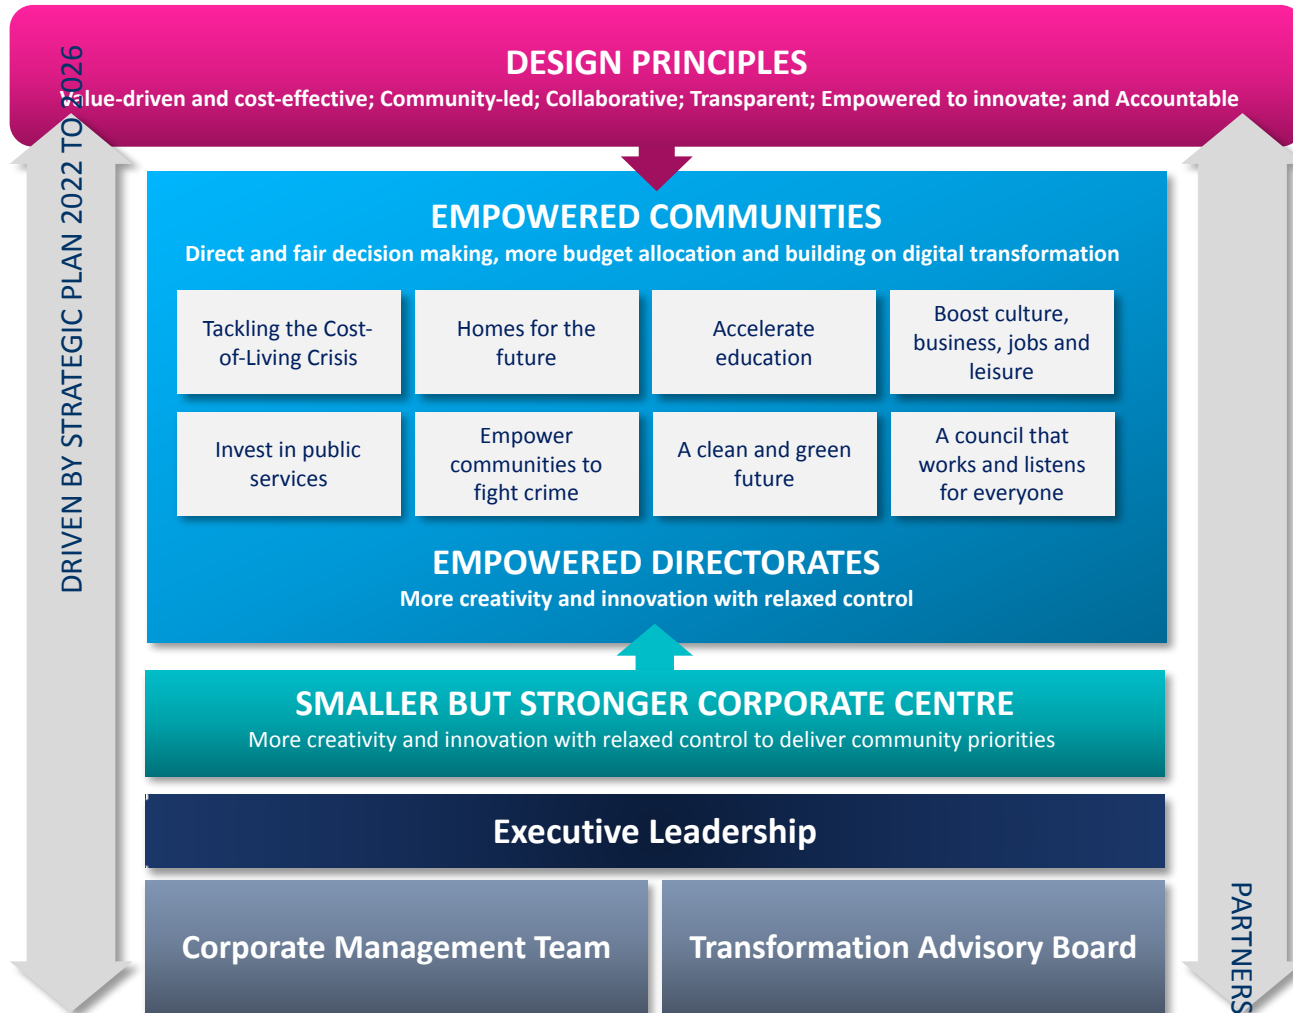 DESIGN PRINCIPLES
Value-driven and cost-effective; Community-led; Collaborative; Transparent; Empowered to innovate; and Accountable
DRIVEN BY STRATEGIC PLAN 2022 TO 2026
EMPOWERED COMMUNITIES
Direct and fair decision making, more budget allocation and building on digital transformation
Tackling the Cost-
of-Living Crisis
Homes for the
future
Accelerate
education
Boost culture,
business, jobs and
leisure
Invest in public
services
Empower
communities to
fight crime
A clean and green
future
A council that
works and listens
for everyone
EMPOWERED DIRECTORATES
More creativity and innovation with relaxed control
SMALLER BUT STRONGER CORPORATE CENTRE
More creativity and innovation with relaxed control to deliver community priorities
Executive Leadership
Corporate Management Team
Transformation Advisory Board
PARTNERS